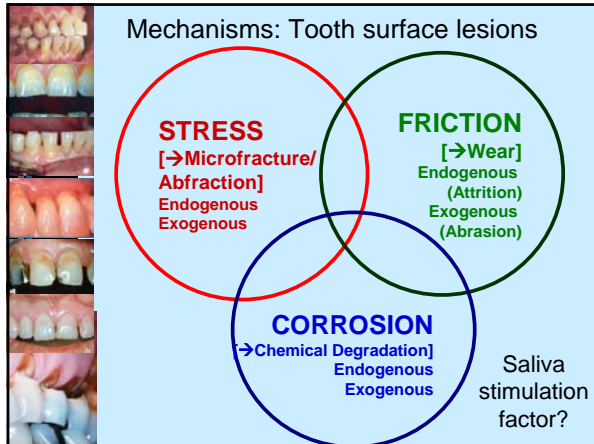 Mechanisms: Tooth surface lesions
STRESS
[→Microfracture/
Abfraction]
Endogenous
Exogenous
FRICTION
[→Wear]
Endogenous
(Attrition)
Exogenous
(Abrasion)
CORROSION
[→Chemical Degradation]
Endogenous
Exogenous
Saliva
stimulation
factor?